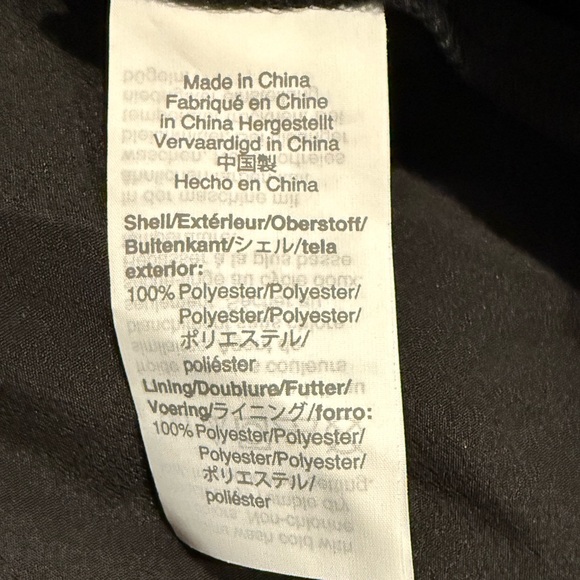 Made in China
Fabriqué en Chine
in China Hergestellt
Vervaardigd in China
中国製
Hecho en China
Shell/Extérieur/Oberstoff/
Buitenkant/シェル/tela
exterior:
100% Polyester/Polyester/
Polyester/Polyester/
ポリエステル/
poliéster
Lining/Doublure/Futter/
Voering/ライニング/forro:
100% Polyester/Polyester/
Polyester/Polyester/
ポリエステル/
poliéster